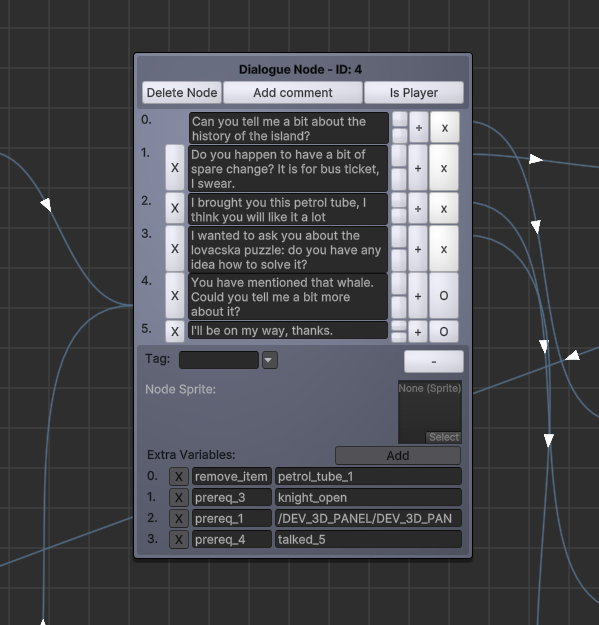 Dialogue Node - ID: 4
Delete Node Add comment Is Player
0. Can you tell me a bit about the
history of the island? + x
1. X Do you happen to have a bit of
spare change? It is for bus ticket,
I swear. + x
2. X I brought you this petrol tube, I
think you will like it a lot + x
3. X I wanted to ask you about the
lovacska puzzle: do you have any
idea how to solve it? + x
4. X You have mentioned that whale.
Could you tell me a bit more
about it? + O
5. X I'll be on my way, thanks. + O
Tag: -
Node Sprite: None (Sprite)
Select
Extra Variables: Add
0. X remove_item petrol_tube_1
1. X prereq_3 knight_open
2. X prereq_1 /DEV_3D_PANEL/DEV_3D_PAN
3. X prereq_4 talked_5